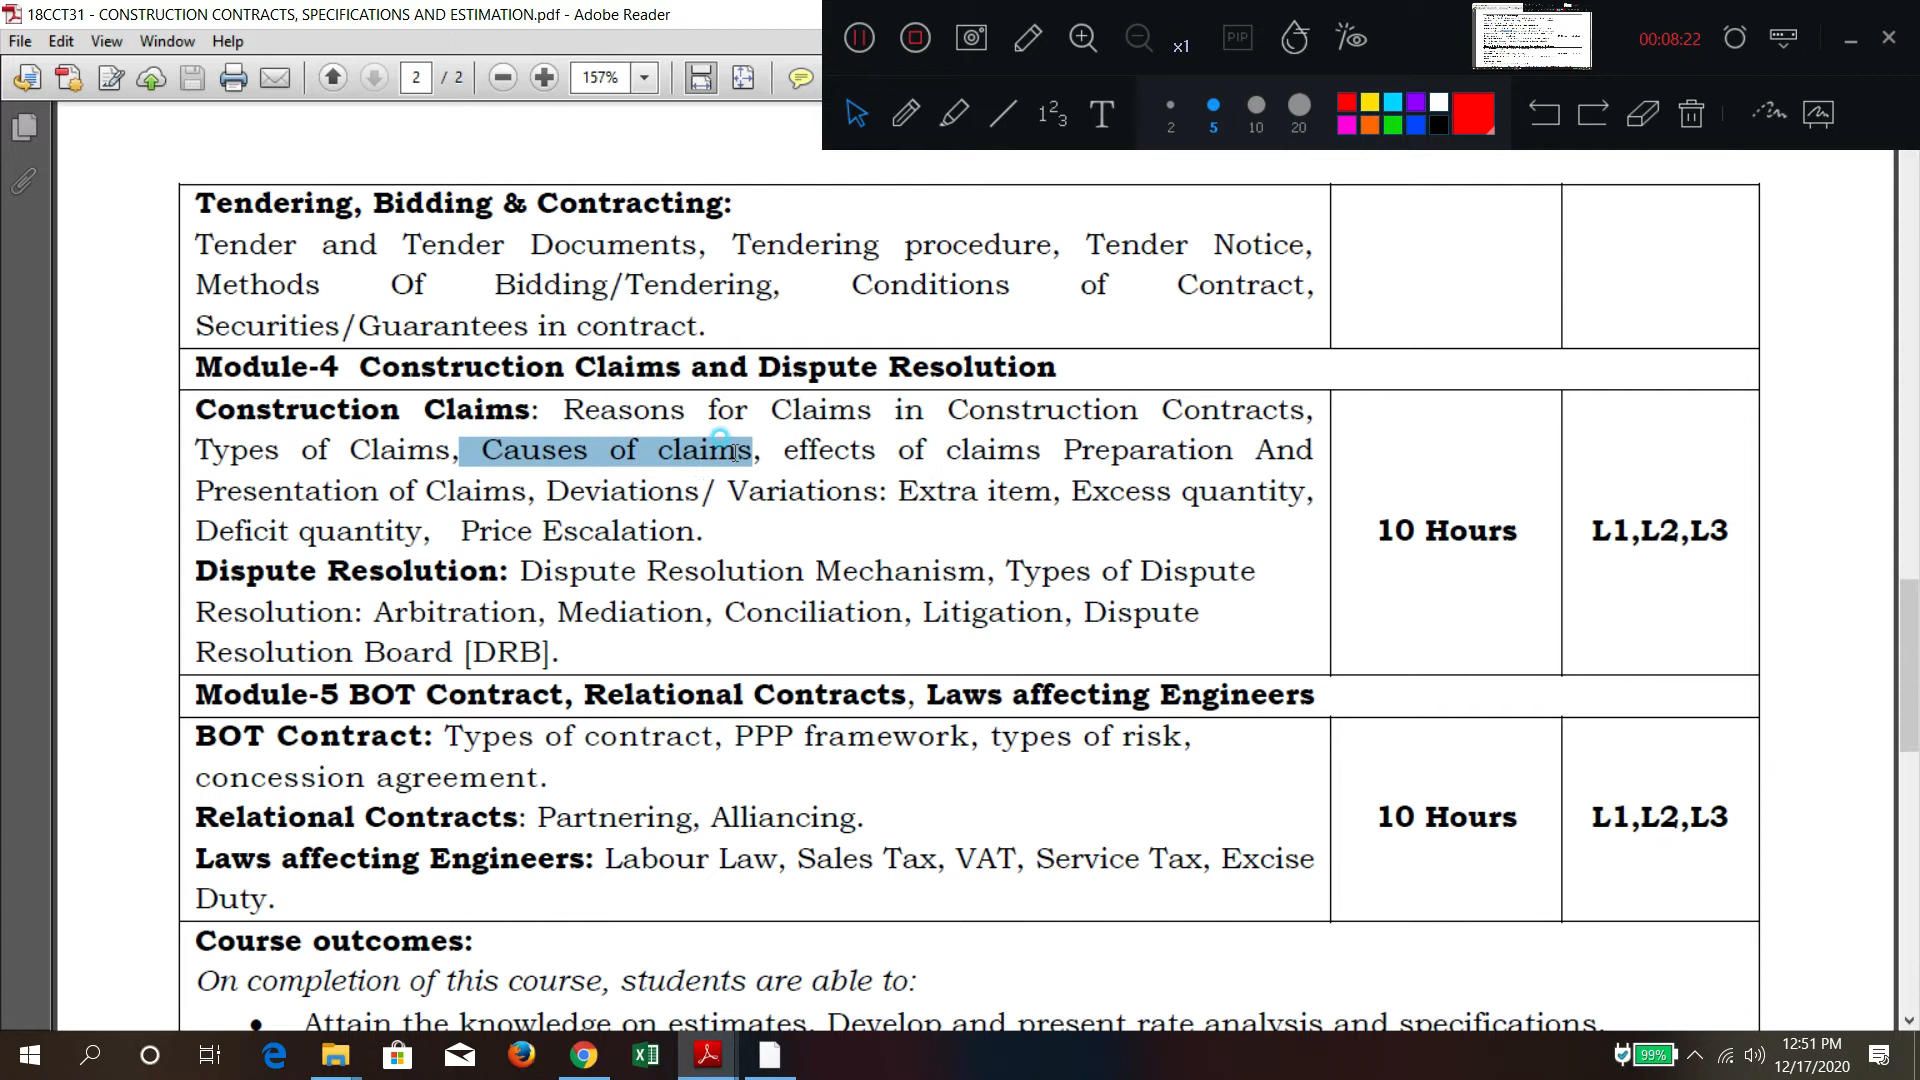 18CCT31 - CONSTRUCTION CONTRACTS, SPECIFICATIONS AND ESTIMATION.pdf - Adobe Reader
File Edit View Window Help
2 / 2 157%
x1 PIP 00:08:22
1 2 3 T 2 5 10 20
Tendering, Bidding & Contracting:
Tender and Tender Documents, Tendering procedure, Tender Notice,
Methods Of Bidding/Tendering, Conditions of Contract,
Securities/Guarantees in contract.
Module-4 Construction Claims and Dispute Resolution
Construction Claims: Reasons for Claims in Construction Contracts,
Types of Claims, Causes of claims, effects of claims Preparation And
Presentation of Claims, Deviations/ Variations: Extra item, Excess quantity,
Deficit quantity, Price Escalation.
Dispute Resolution: Dispute Resolution Mechanism, Types of Dispute
Resolution: Arbitration, Mediation, Conciliation, Litigation, Dispute
Resolution Board [DRB].
10 Hours
L1,L2,L3
Module-5 BOT Contract, Relational Contracts, Laws affecting Engineers
BOT Contract: Types of contract, PPP framework, types of risk,
concession agreement.
Relational Contracts: Partnering, Alliancing.
Laws affecting Engineers: Labour Law, Sales Tax, VAT, Service Tax, Excise
Duty.
10 Hours
L1,L2,L3
Course outcomes:
On completion of this course, students are able to:
• Attain the knowledge on estimates, Develop and present rate analysis and specifications.
99%
12:51 PM
12/17/2020